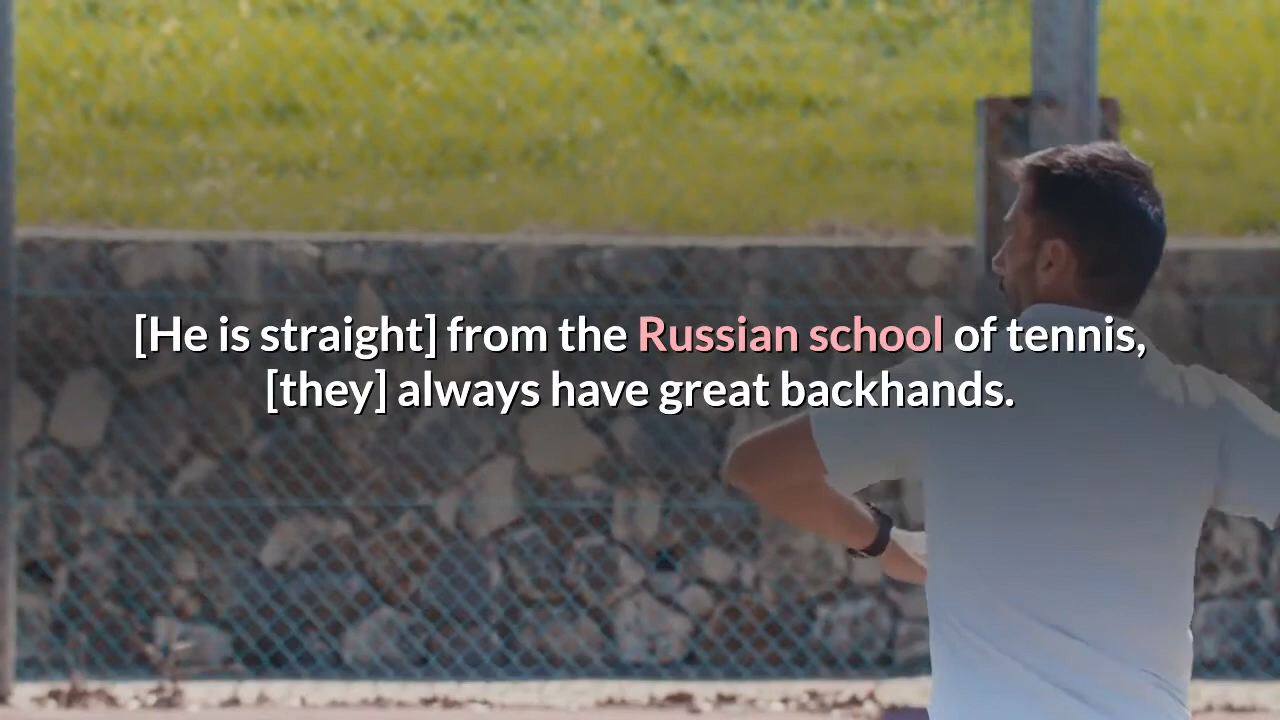 [He is straight] from the Russian school of tennis,
[they] always have great backhands.